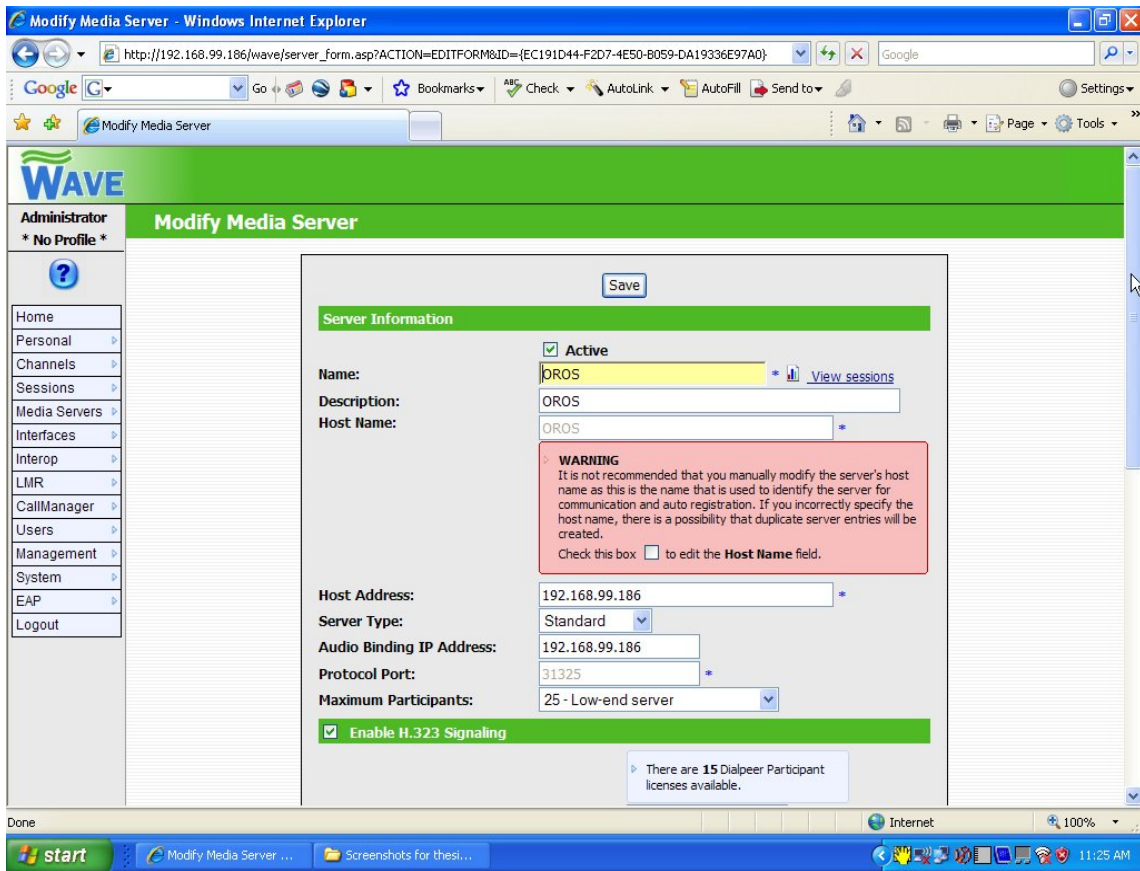 Modify Media Server - Windows Internet Explorer
http://192.168.99.186/wave/server_form.asp?ACTION=EDITFORM&ID={EC191D44-F2D7-4E50-B059-DA19336E97A0}
Google
Google G Go Bookmarks ABC Check AutoLink AutoFill Send to Settings
Modify Media Server Page Tools »
WAVE
Administrator
* No Profile *
Modify Media Server
?
Home
Personal
Channels
Sessions
Media Servers
Interfaces
Interop
LMR
CallManager
Users
Management
System
EAP
Logout
Save
Server Information
Active
Name: OROS * View sessions
Description: OROS
Host Name: OROS *
WARNING
It is not recommended that you manually modify the server's host
name as this is the name that is used to identify the server for
communication and auto registration. If you incorrectly specify the
host name, there is a possibility that duplicate server entries will be
created.
Check this box to edit the Host Name field.
Host Address: 192.168.99.186 *
Server Type: Standard
Audio Binding IP Address: 192.168.99.186
Protocol Port: 31325 *
Maximum Participants: 25 - Low-end server
Enable H.323 Signaling
There are 15 Dialpeer Participant
licenses available.
Done Internet 100%
start Modify Media Server ... Screenshots for thesi... 11:25 AM